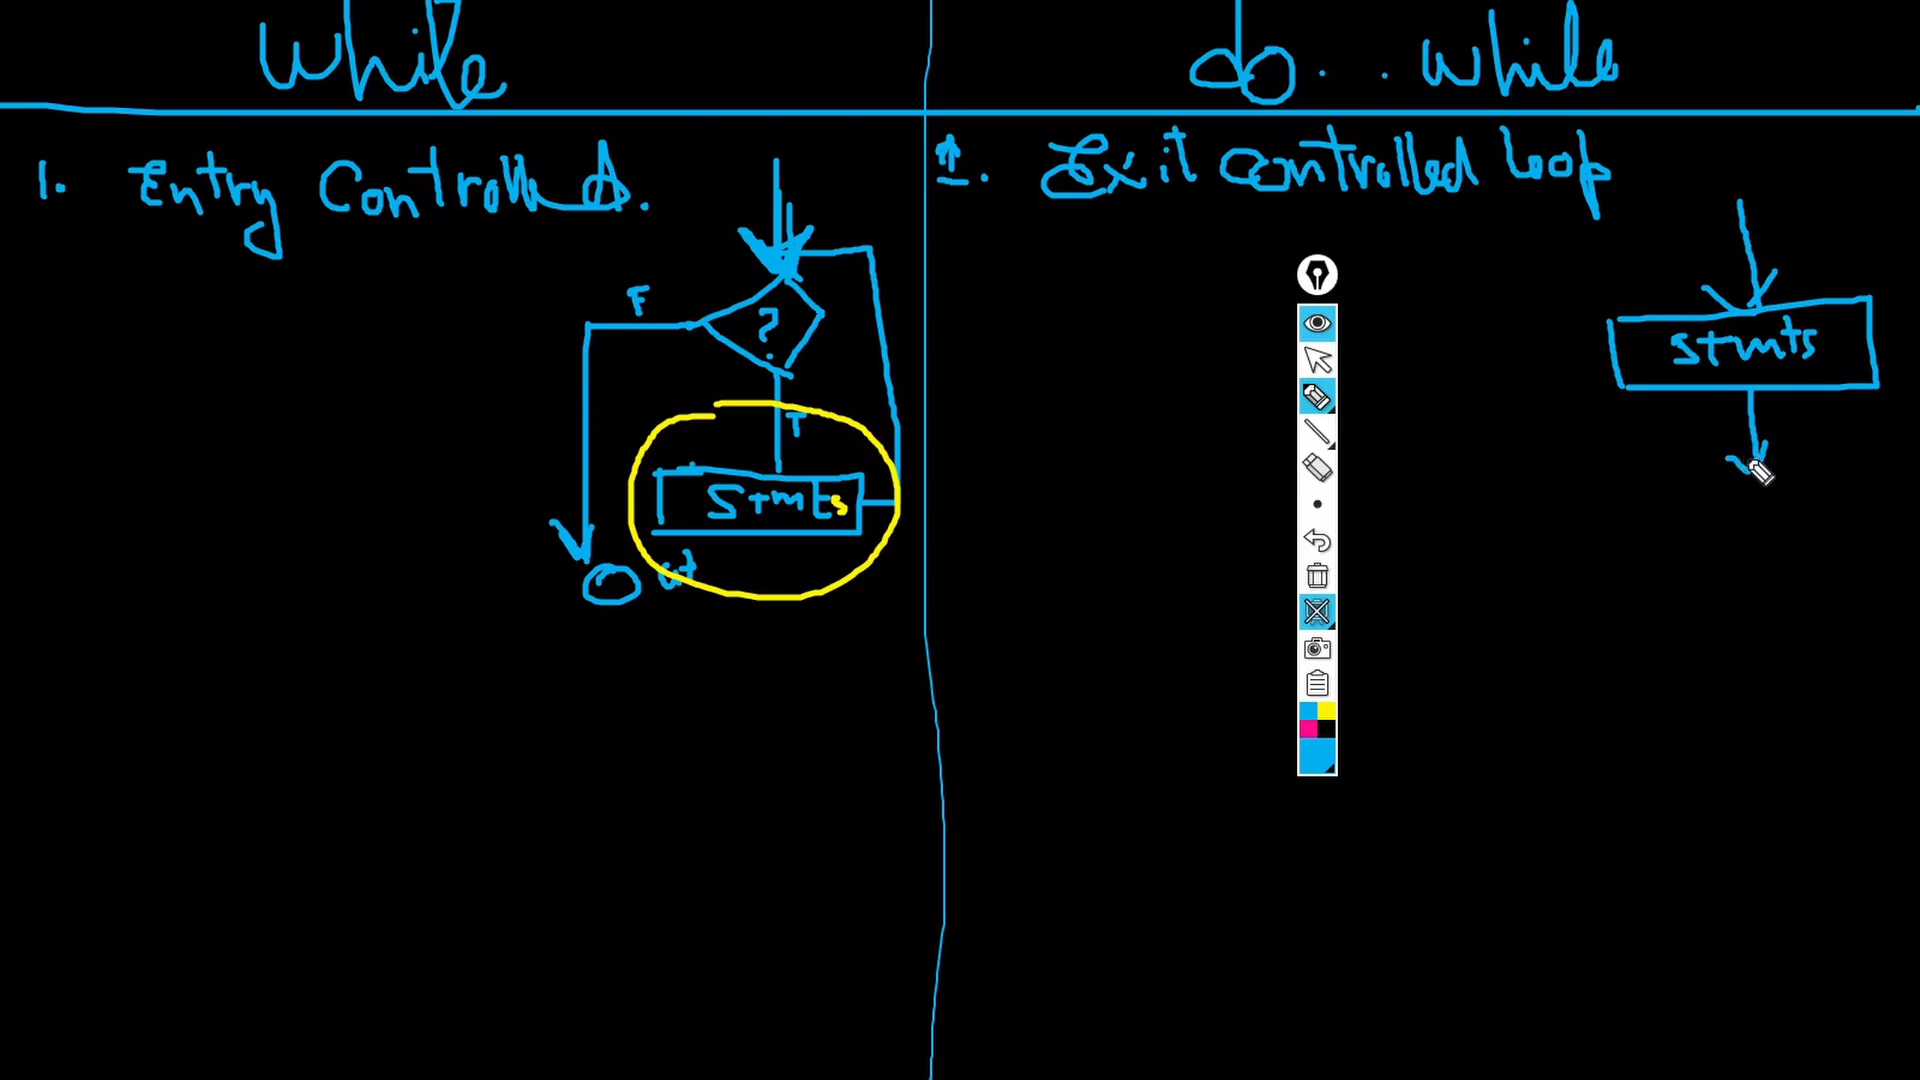 while
do.. while
1. Entry Controlled.
1. Exit controlled loop
F
?
T
stmts
out
stmts